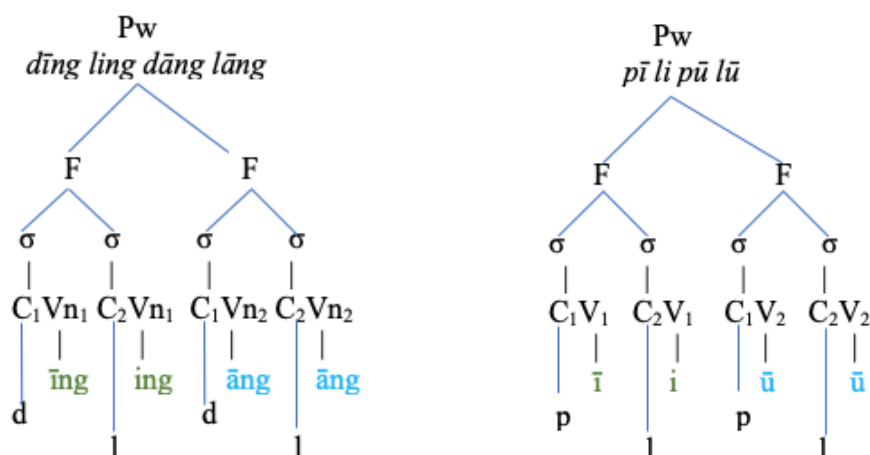 Pw Pw
dīng ling dāng lāng pī li pū lū
F F F F
σ σ σ σ σ σ σ σ
C₁Vn₁ C₂Vn₁ C₁Vn₂ C₂Vn₂ C₁V₁ C₂V₁ C₁V₂ C₂V₂
īng ing āng āng ī i ū ū
d d p p
l l l l